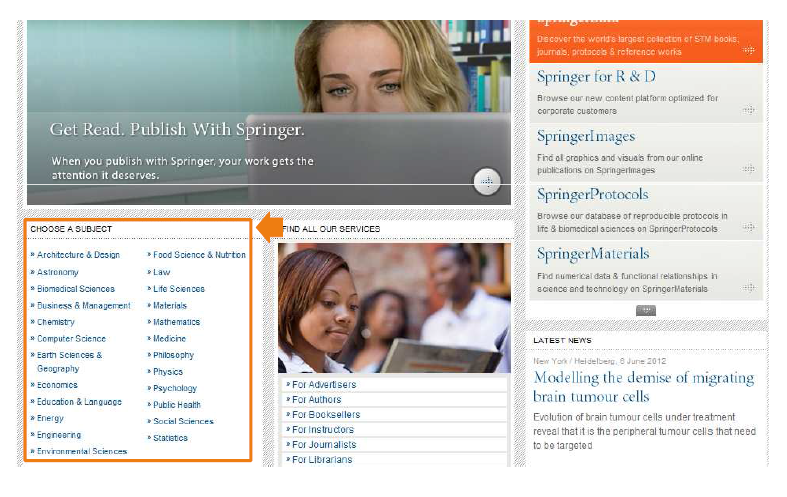 Get Read. Publish With Springer.
When you publish with Springer, your work gets the
attention it deserves.
CHOOSE A SUBJECT
» Architecture & Design
» Astronomy
» Biomedical Sciences
» Business & Management
» Chemistry
» Computer Science
» Earth Sciences &
Geography
» Economics
» Education & Language
» Energy
» Engineering
» Environmental Sciences
» Food Science & Nutrition
» Law
» Life Sciences
» Materials
» Mathematics
» Medicine
» Philosophy
» Physics
» Psychology
» Public Health
» Social Sciences
» Statistics
FIND ALL OUR SERVICES
» For Advertisers
» For Authors
» For Booksellers
» For Instructors
» For Journalists
» For Librarians
Discover the world's largest collection of STM books,
journals, protocols & reference works.
Springer for R & D
Browse our new content platform optimized for
corporate customers
SpringerImages
Find all graphics and visuals from our online
publications on SpringerImages
SpringerProtocols
Browse our database of reproducible protocols in
life & biomedical sciences on SpringerProtocols
SpringerMaterials
Find numerical data & functional relationships in
science and technology on SpringerMaterials
LATEST NEWS
New York / Heidelberg, 6 June 2012
Modelling the demise of migrating
brain tumour cells
Evolution of brain tumour cells under treatment
reveal that it is the peripheral tumour cells that need
to be targeted